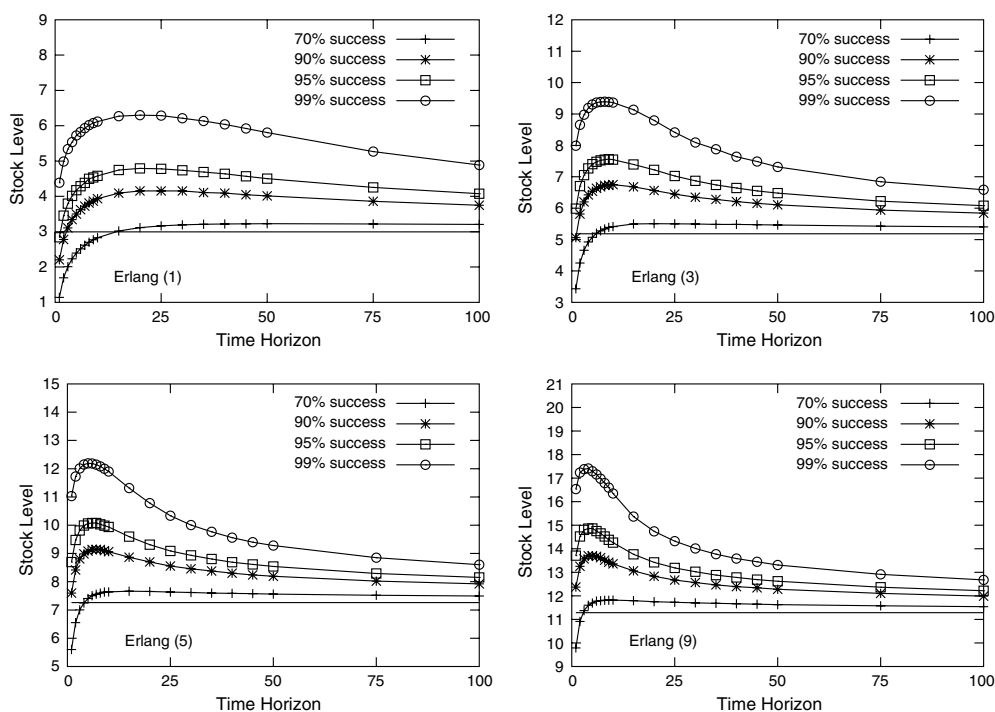 9
8
7
6
5
4
3
2
1
0
25
50
75
100
Stock Level
Time Horizon
70% success
90% success
95% success
99% success
Erlang (1)
12
11
10
9
8
7
6
5
4
3
0
25
50
75
100
Stock Level
Time Horizon
70% success
90% success
95% success
99% success
Erlang (3)
15
14
13
12
11
10
9
8
7
6
5
0
25
50
75
100
Stock Level
Time Horizon
70% success
90% success
95% success
99% success
Erlang (5)
21
20
19
18
17
16
15
14
13
12
11
10
9
0
25
50
75
100
Stock Level
Time Horizon
70% success
90% success
95% success
99% success
Erlang (9)